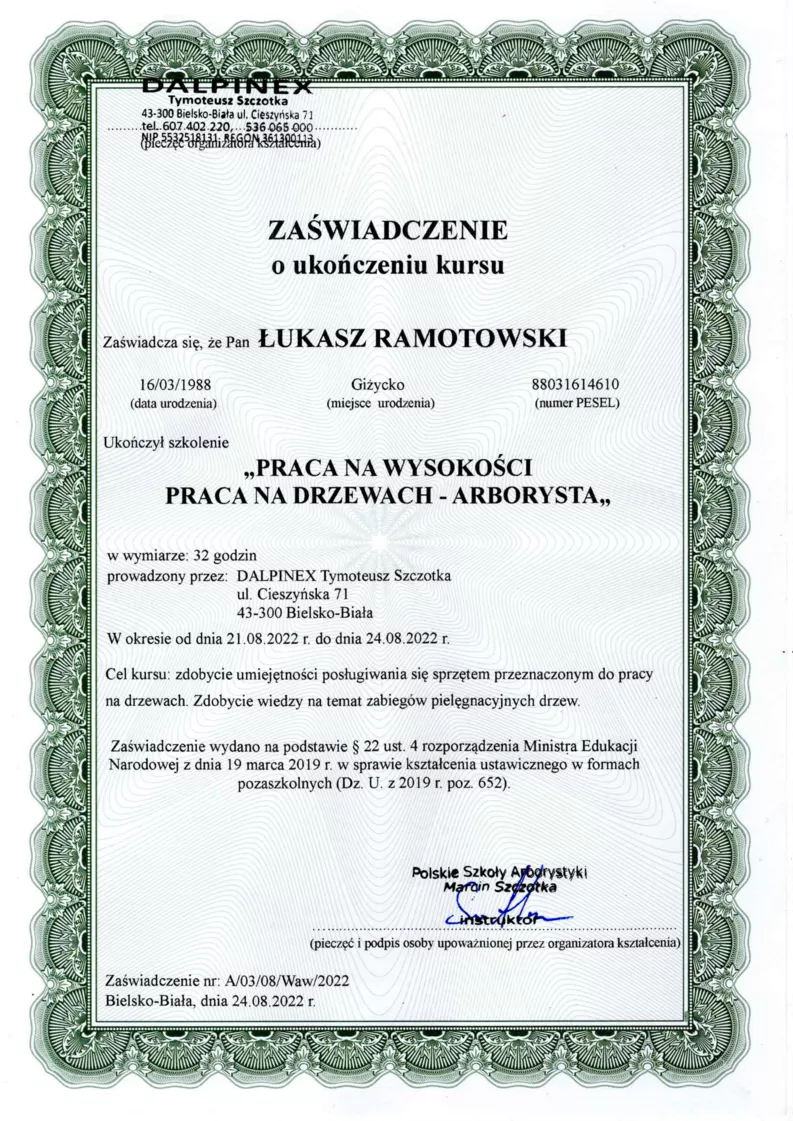 DALPINEX
Tymoteusz Szczotka
43-300 Bielsko-Biała ul. Cieszyńska 71
tel. 607 402 220, 536 065 000
NIP 5532518131; REGON 361300113
(pieczęć organizatora kształcenia)
ZAŚWIADCZENIE
o ukończeniu kursu
Zaświadcza się, że Pan ŁUKASZ RAMOTOWSKI
16/03/1988 Giżycko 88031614610
(data urodzenia) (miejsce urodzenia) (numer PESEL)
Ukończył szkolenie
„PRACA NA WYSOKOŚCI
PRACA NA DRZEWACH - ARBORYSTA„
w wymiarze: 32 godzin
prowadzony przez: DALPINEX Tymoteusz Szczotka
ul. Cieszyńska 71
43-300 Bielsko-Biała
W okresie od dnia 21.08.2022 r. do dnia 24.08.2022 r.
Cel kursu: zdobycie umiejętności posługiwania się sprzętem przeznaczonym do pracy
na drzewach. Zdobycie wiedzy na temat zabiegów pielęgnacyjnych drzew.
Zaświadczenie wydano na podstawie § 22 ust. 4 rozporządzenia Ministra Edukacji
Narodowej z dnia 19 marca 2019 r. w sprawie kształcenia ustawicznego w formach
pozaszkolnych (Dz. U. z 2019 r. poz. 652).
Polskie Szkoły Arborystyki
Marcin Szczotka
instruktor
(pieczęć i podpis osoby upoważnionej przez organizatora kształcenia)
Zaświadczenie nr: A/03/08/Waw/2022
Bielsko-Biała, dnia 24.08.2022 r.